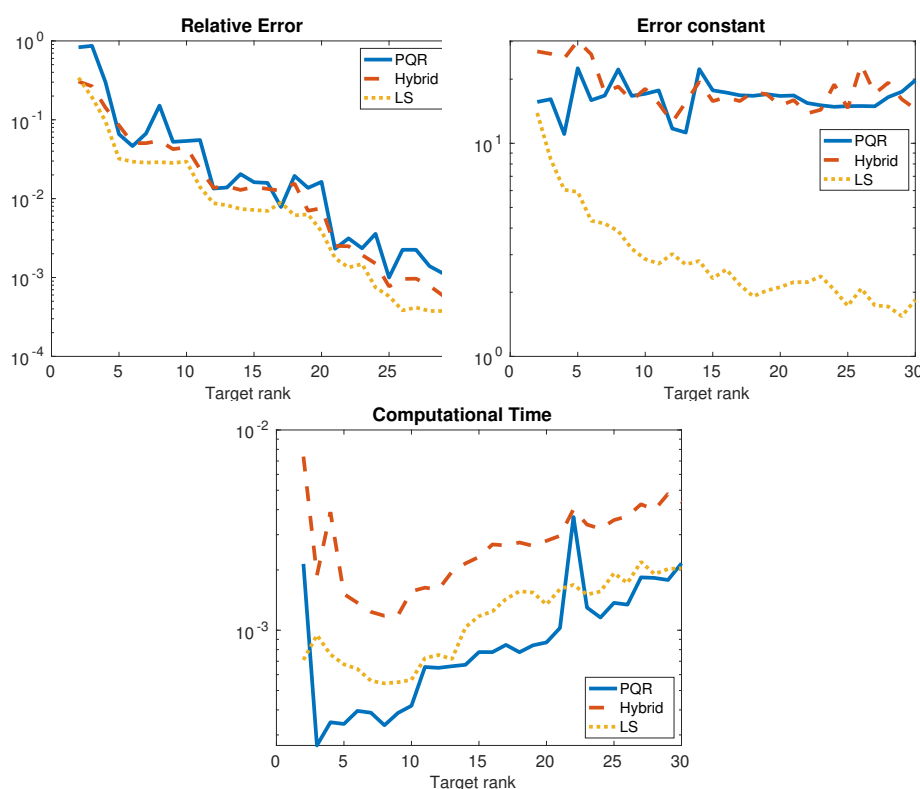 Relative Error
10^0
10^-1
10^-2
10^-3
10^-4
0 5 10 15 20 25
Target rank
PQR
Hybrid
LS
Error constant
10^1
10^0
0 5 10 15 20 25 30
Target rank
PQR
Hybrid
LS
Computational Time
10^-2
10^-3
0 5 10 15 20 25 30
Target rank
PQR
Hybrid
LS